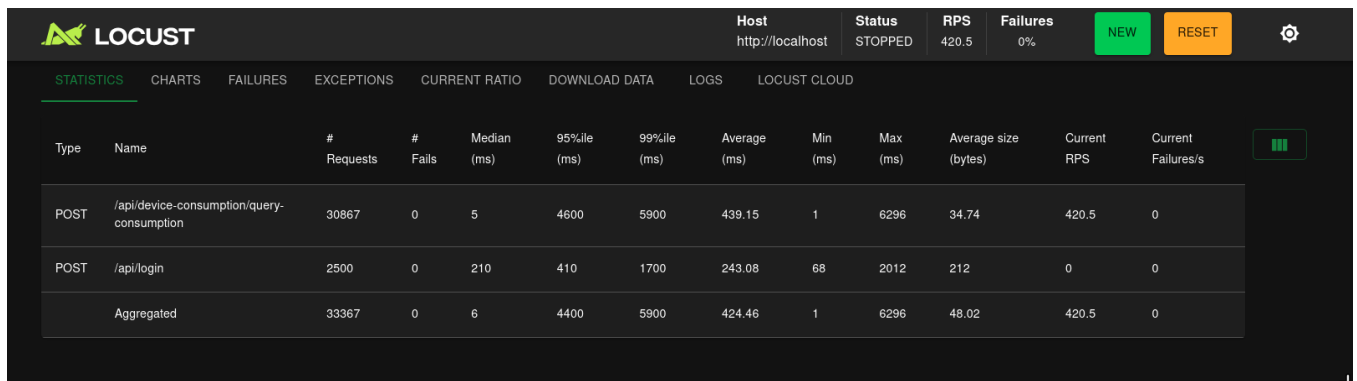 LOCUST
Host Status RPS Failures
http://localhost STOPPED 420.5 0%
NEW RESET
STATISTICS CHARTS FAILURES EXCEPTIONS CURRENT RATIO DOWNLOAD DATA LOGS LOCUST CLOUD
Type Name # Requests # Fails Median (ms) 95%ile (ms) 99%ile (ms) Average (ms) Min (ms) Max (ms) Average size (bytes) Current RPS Current Failures/s
POST /api/device-consumption/query-consumption 30867 0 5 4600 5900 439.15 1 6296 34.74 420.5 0
POST /api/login 2500 0 210 410 1700 243.08 68 2012 212 0 0
Aggregated 33367 0 6 4400 5900 424.46 1 6296 48.02 420.5 0